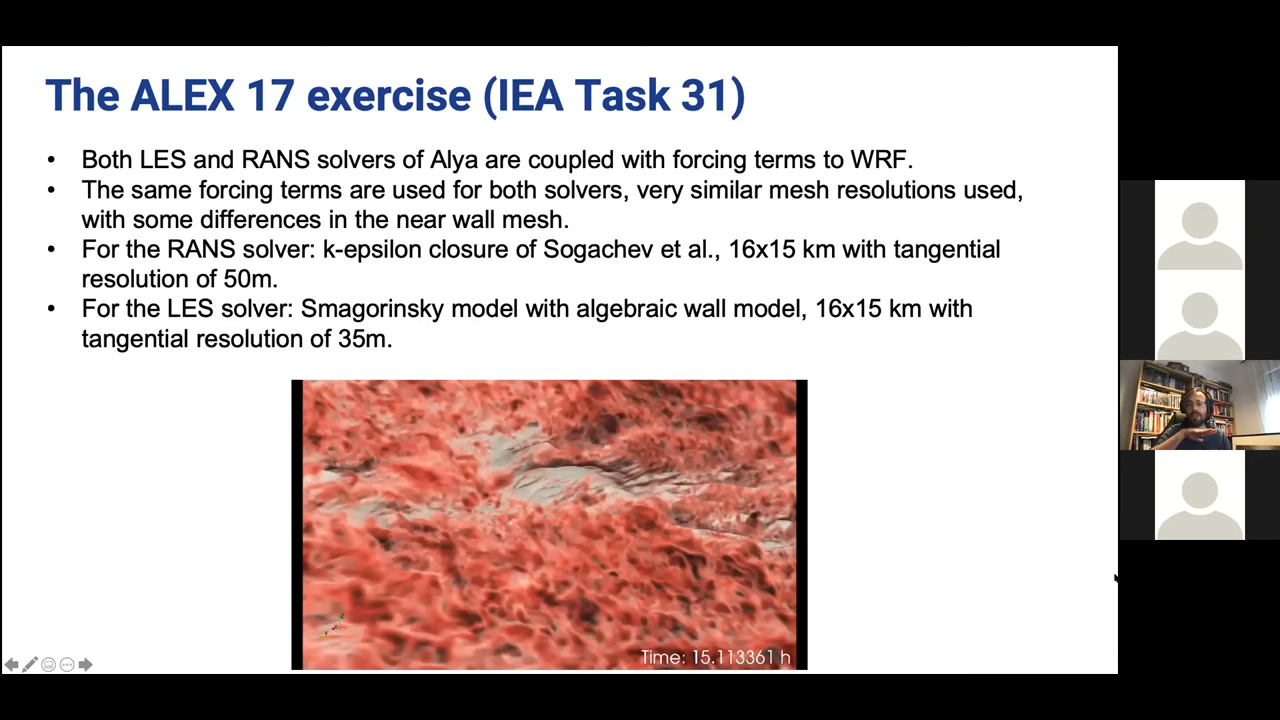 The ALEX 17 exercise (IEA Task 31)
• Both LES and RANS solvers of Alya are coupled with forcing terms to WRF.
• The same forcing terms are used for both solvers, very similar mesh resolutions used,
with some differences in the near wall mesh.
• For the RANS solver: k-epsilon closure of Sogachev et al., 16x15 km with tangential
resolution of 50m.
• For the LES solver: Smagorinsky model with algebraic wall model, 16x15 km with
tangential resolution of 35m.
Time: 15.113361 h